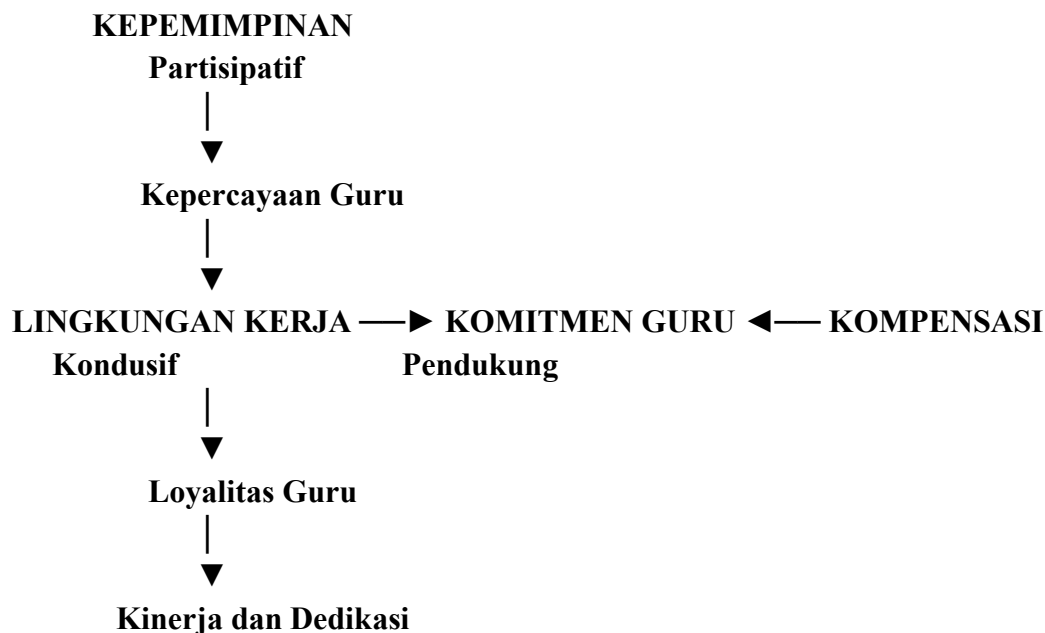 KEPEMIMPINAN
Partisipatif
│
▼
Kepercayaan Guru
│
▼
LINGKUNGAN KERJA ──► KOMITMEN GURU ◄── KOMPENSASI
Kondusif Pendukung
│
▼
Loyalitas Guru
│
▼
Kinerja dan Dedikasi